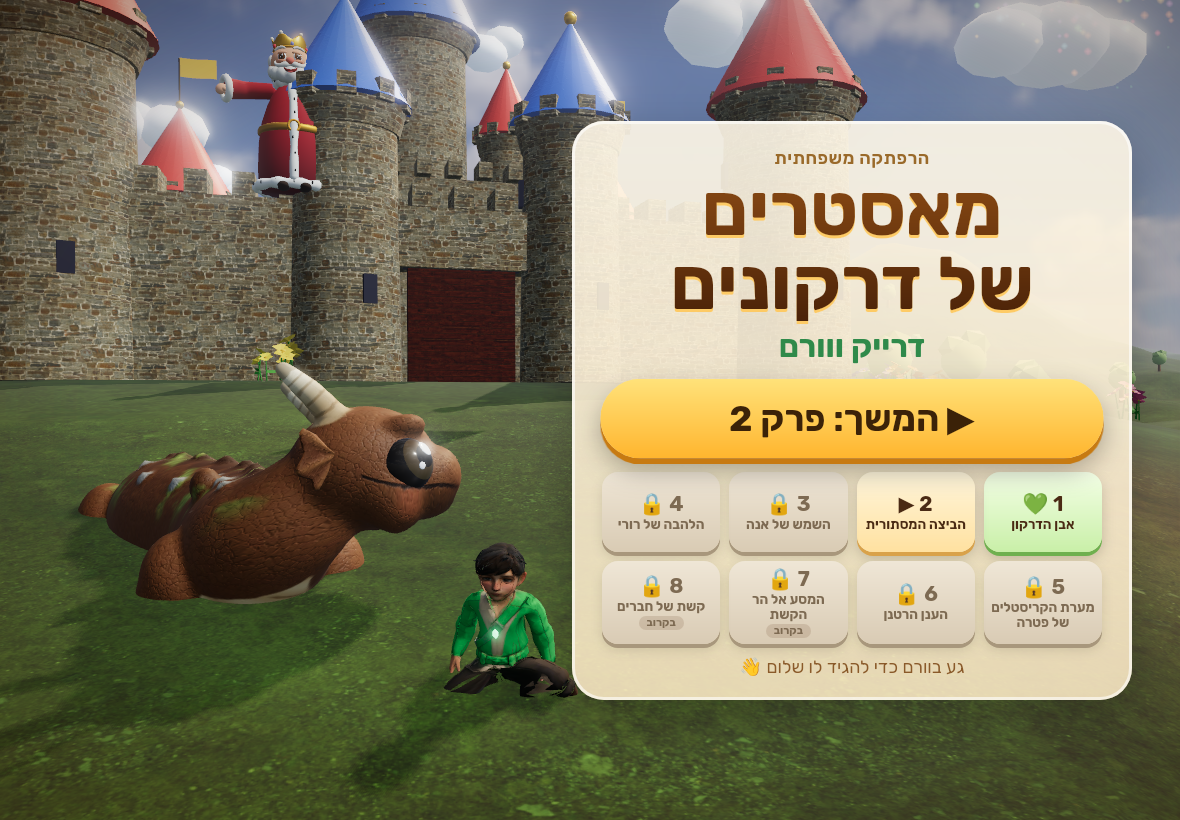 הרפתקה משפחתית
מאסטרים
של דרקונים
דרייק ווורם
▶ המשך: פרק 2
1 💚
אבן הדרקון
2 ▶
הביצה המסתורית
3 🔒
השמש של אנה
4 🔒
הלהבה של רורי
5 🔒
מערת הקריסטלים
של פטרה
6 🔒
הענן הרטנן
7 🔒
המסע אל הר
הקשת
בקרוב
8 🔒
קשת של חברים
בקרוב
גע בוורם כדי להגיד לו שלום 👋